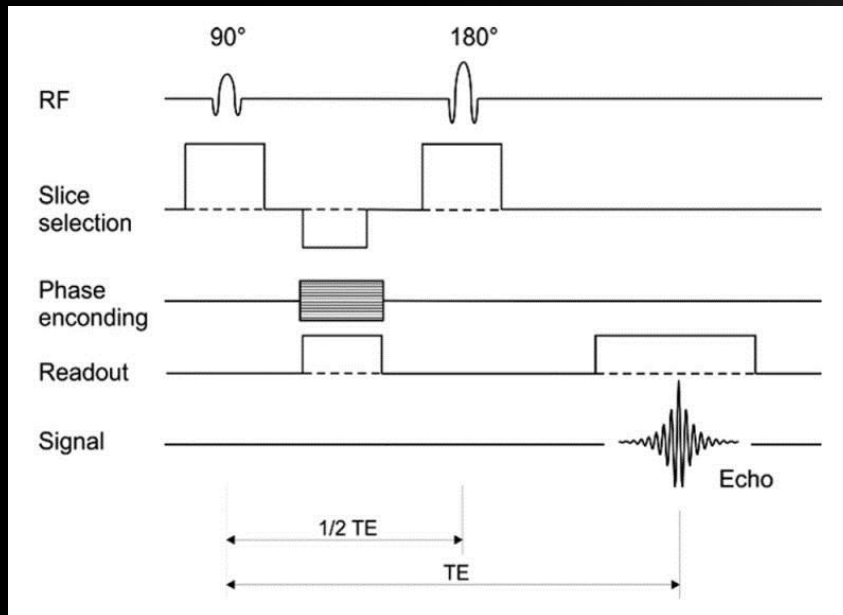 90° 180°
RF
Slice
selection
Phase
enconding
Readout
Signal
Echo
1/2 TE
TE